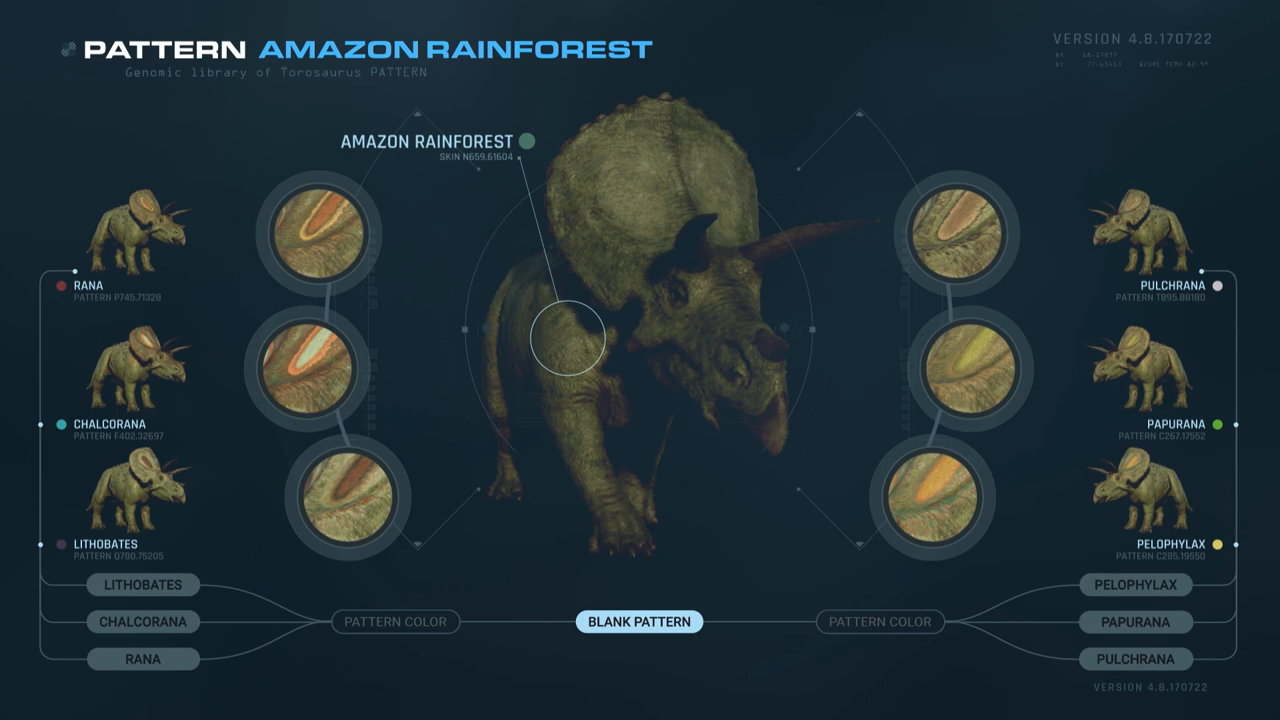 PATTERN AMAZON RAINFOREST
Genomic library of Torosaurus PATTERN
VERSION 4.8.170722
AMAZON RAINFOREST
SKIN N659.61604
RANA
PATTERN P745.71328
CHALCORANA
PATTERN F402.32697
LITHOBATES
PATTERN Q780.75205
PULCHRANA
PATTERN T895.88180
PAPURANA
PATTERN C267.17552
PELOPHYLAX
PATTERN C285.19550
LITHOBATES
CHALCORANA
RANA
PATTERN COLOR
BLANK PATTERN
PATTERN COLOR
PELOPHYLAX
PAPURANA
PULCHRANA
VERSION 4.8.170722